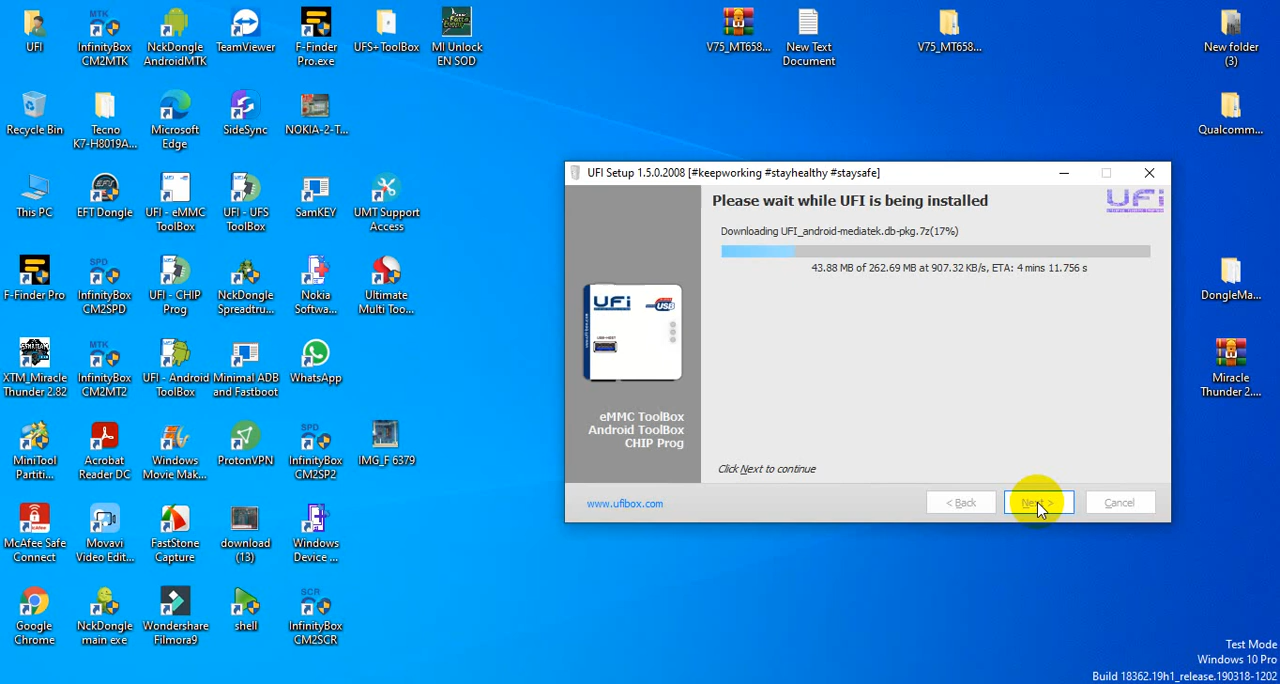 UFI
InfinityBox
CM2MTK
NckDongle
AndroidMTK
TeamViewer
F-Finder
Pro.exe
UFS+ToolBox
MI Unlock
EN SOD
V75_MT658...
New Text
Document
V75_MT658...
New folder
(3)
Recycle Bin
Tecno
K7-H8019A...
Microsoft
Edge
SideSync
NOKIA-2-T...
Qualcomm...
This PC
EFT Dongle
UFI - eMMC
ToolBox
UFI - UFS
ToolBox
SamKEY
UMT Support
Access
F-Finder Pro
InfinityBox
CM2SPD
UFI - CHIP
Prog
NckDongle
Spreadtru...
Nokia
Softwa...
Ultimate
Multi Too...
DongleMa...
XTM_Miracle
Thunder 2.82
InfinityBox
CM2MT2
UFI - Android
ToolBox
Minimal ADB
and Fastboot
WhatsApp
Miracle
Thunder 2....
MiniTool
Partiti...
Acrobat
Reader DC
Windows
Movie Mak...
ProtonVPN
InfinityBox
CM2SP2
IMG_F 6379
McAfee Safe
Connect
Movavi
Video Edit...
FastStone
Capture
download
(13)
Windows
Device ...
Google
Chrome
NckDongle
main exe
Wondershare
Filmora9
shell
InfinityBox
CM2SCR
UFI Setup 1.5.0.2008 [#keepworking #stayhealthy #staysafe]
Please wait while UFI is being installed
UFi
Downloading UFI_android-mediatek.db-pkg.7z(17%)
43.88 MB of 262.69 MB at 907.32 KB/s, ETA: 4 mins 11.756 s
UFi
USB
eMMC ToolBox
Android ToolBox
CHIP Prog
Click Next to continue
www.ufibox.com
< Back
Next >
Cancel
Test Mode
Windows 10 Pro
Build 18362.19h1_release.190318-1202